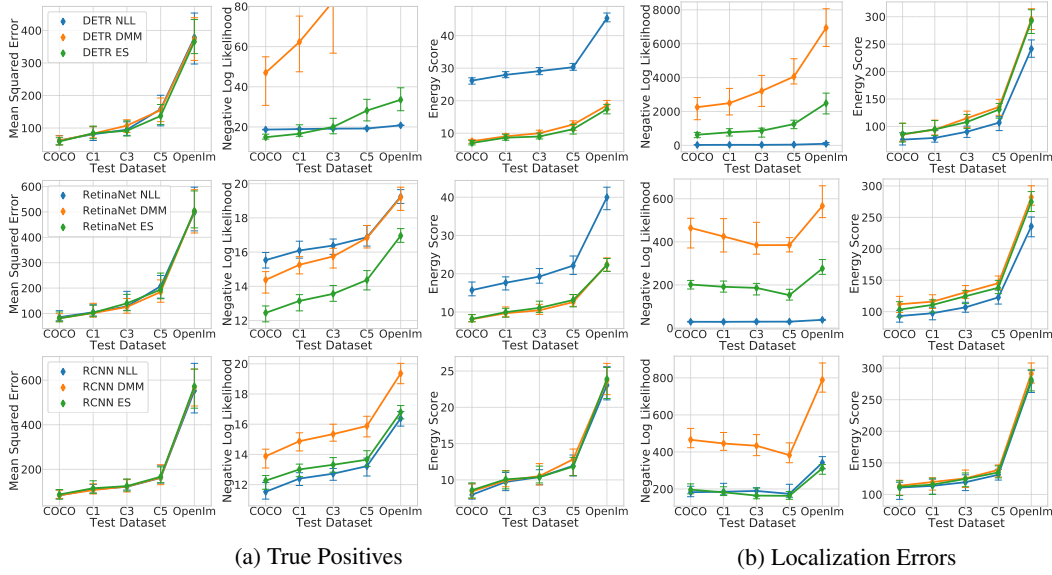 DETR NLL
DETR DMM
DETR ES
Mean Squared Error
400
300
200
100
COCO C1 C3 C5 OpenIm
Test Dataset
Negative Log Likelihood
80
60
40
20
COCO C1 C3 C5 OpenIm
Test Dataset
Energy Score
40
30
20
10
COCO C1 C3 C5 OpenIm
Test Dataset
Negative Log Likelihood
8000
6000
4000
2000
0
COCO C1 C3 C5 OpenIm
Test Dataset
Energy Score
300
250
200
150
100
50
COCO C1 C3 C5 OpenIm
Test Dataset
RetinaNet NLL
RetinaNet DMM
RetinaNet ES
Mean Squared Error
600
500
400
300
200
100
COCO C1 C3 C5 OpenIm
Test Dataset
Negative Log Likelihood
20
18
16
14
12
COCO C1 C3 C5 OpenIm
Test Dataset
Energy Score
40
30
20
10
COCO C1 C3 C5 OpenIm
Test Dataset
Negative Log Likelihood
600
400
200
0
COCO C1 C3 C5 OpenIm
Test Dataset
Energy Score
300
250
200
150
100
COCO C1 C3 C5 OpenIm
Test Dataset
RCNN NLL
RCNN DMM
RCNN ES
Mean Squared Error
600
400
200
COCO C1 C3 C5 OpenIm
Test Dataset
Negative Log Likelihood
20
18
16
14
12
COCO C1 C3 C5 OpenIm
Test Dataset
Energy Score
25
20
15
10
COCO C1 C3 C5 OpenIm
Test Dataset
Negative Log Likelihood
800
600
400
200
COCO C1 C3 C5 OpenIm
Test Dataset
Energy Score
300
250
200
150
100
COCO C1 C3 C5 OpenIm
Test Dataset
(a) True Positives
(b) Localization Errors